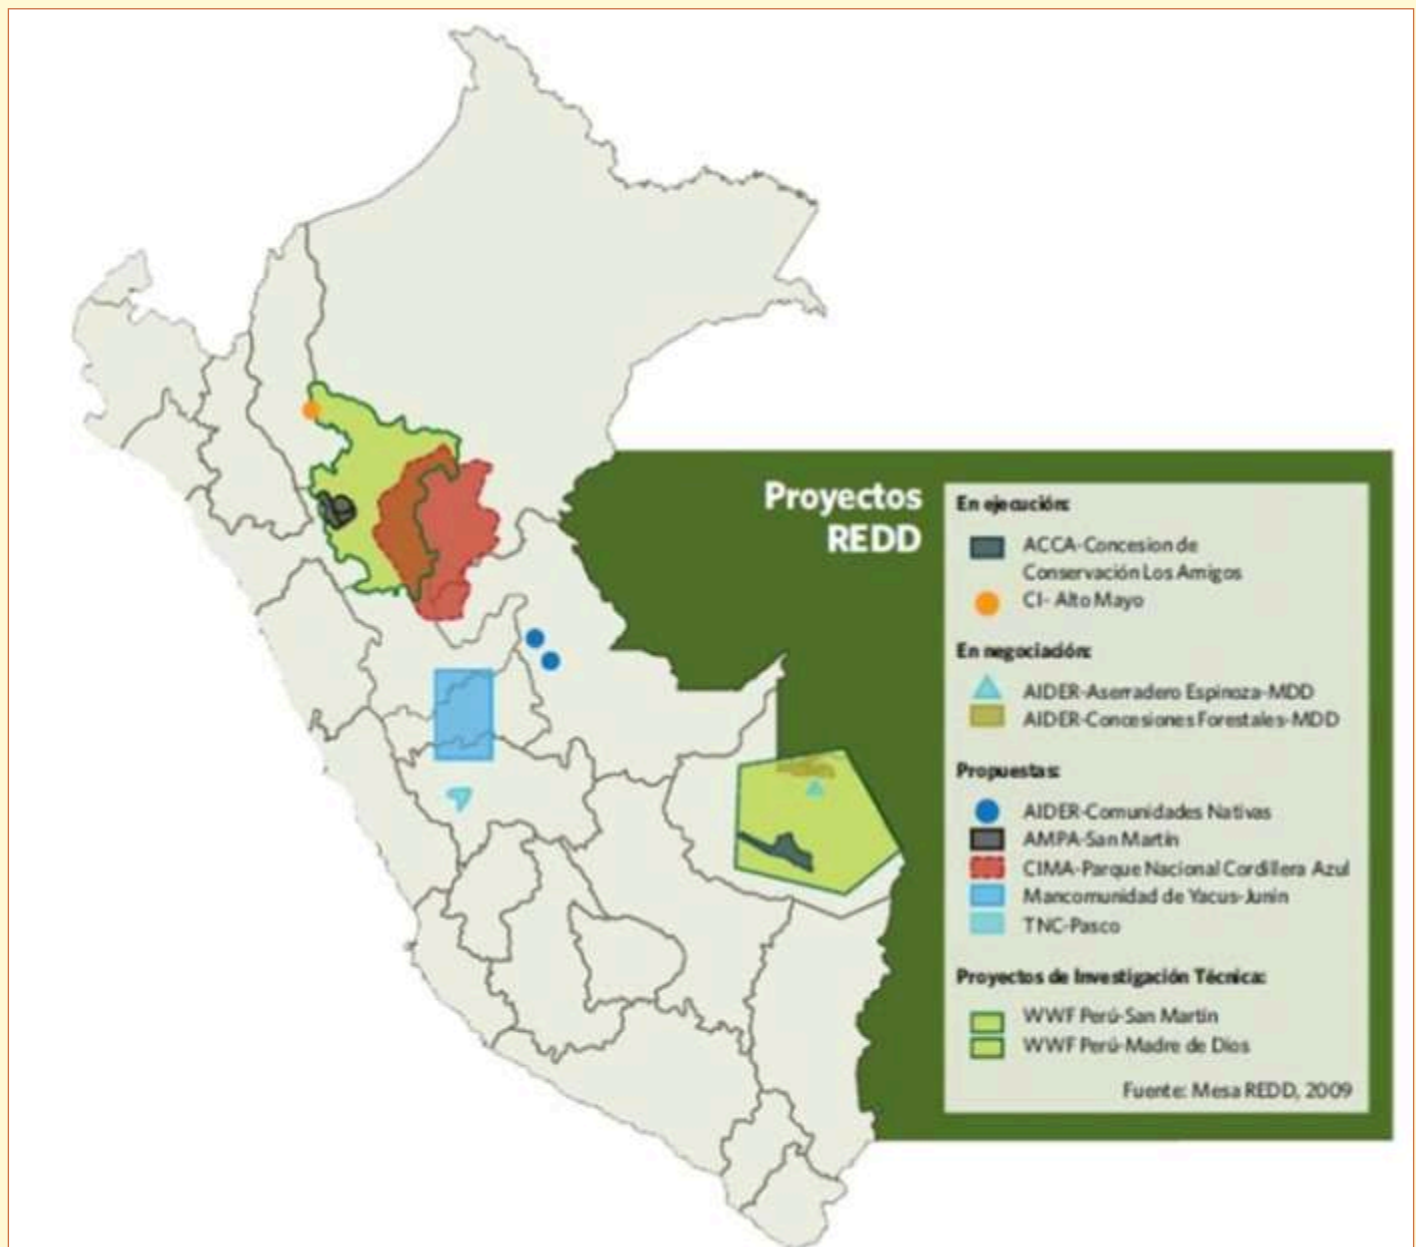 Proyectos
REDD
En ejecución:
ACCA-Concesion de
Conservación Los Amigos
CI- Alto Mayo
En negociación:
AIDER-Aserradero Espinoza-MDD
AIDER-Concesiones Forestales-MDD
Propuestas:
AIDER-Comunidades Nativas
AMPA-San Martín
CIMA-Parque Nacional Cordillera Azul
Mancomunidad de Yacus-Junin
TNC-Pasco
Proyectos de Investigación Técnica:
WWF Perú-San Martín
WWF Perú-Madre de Dios
Fuente: Mesa REDD, 2009